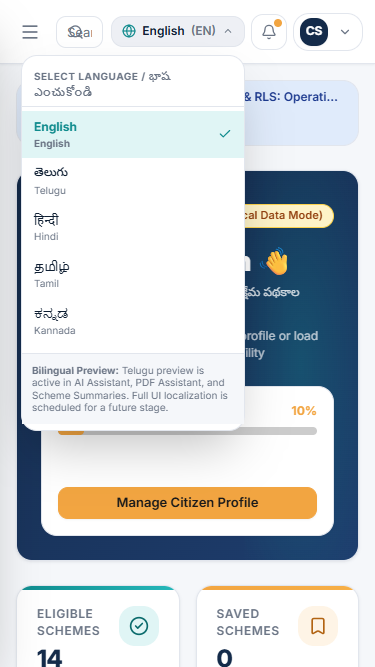 Sear
English (EN)
CS
SELECT LANGUAGE / భాష
ఎంచుకోండి
English
English
తెలుగు
Telugu
हिन्दी
Hindi
தமிழ்
Tamil
ಕನ್ನಡ
Kannada
Bilingual Preview: Telugu preview is
active in AI Assistant, PDF Assistant, and
Scheme Summaries. Full UI localization is
scheduled for a future stage.
& RLS: Operati...
cal Data Mode)
పథకాల
profile or load
10%
Manage Citizen Profile
ELIGIBLE
SCHEMES
14
SAVED
SCHEMES
0